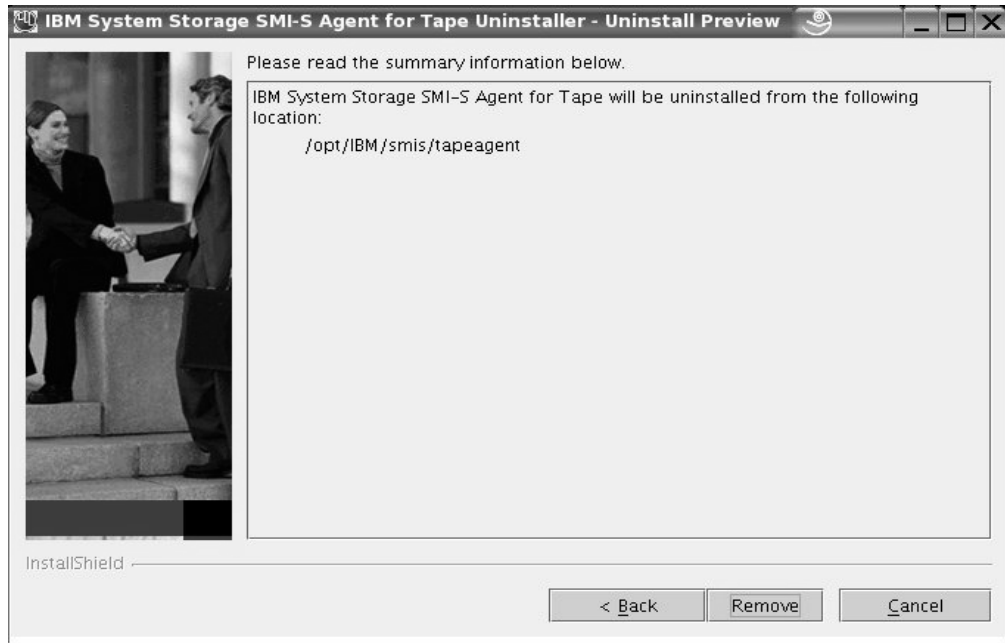 IBM System Storage SMI-S Agent for Tape Uninstaller - Uninstall Preview
Please read the summary information below.
IBM System Storage SMI-S Agent for Tape will be uninstalled from the following
location:
/opt/IBM/smis/tapeagent
InstallShield
< Back
Remove
Cancel